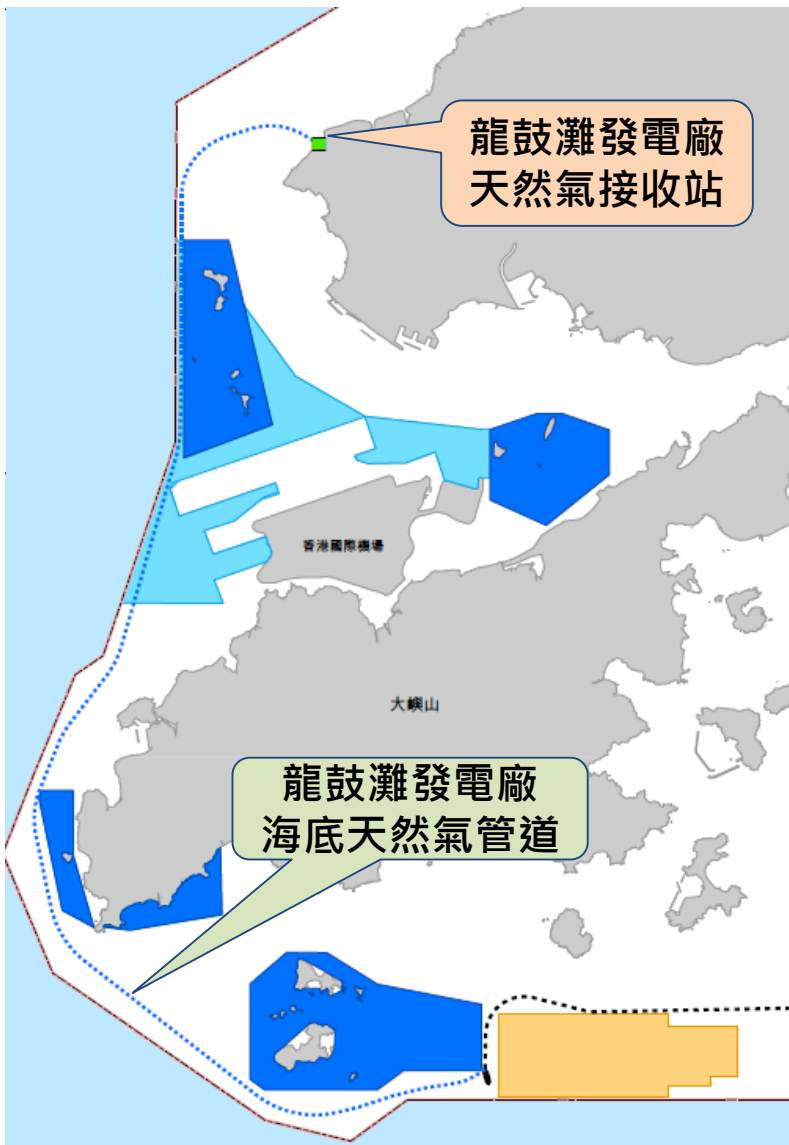 龍鼓灘發電廠
天然氣接收站
香港國際機場
大嶼山
龍鼓灘發電廠
海底天然氣管道